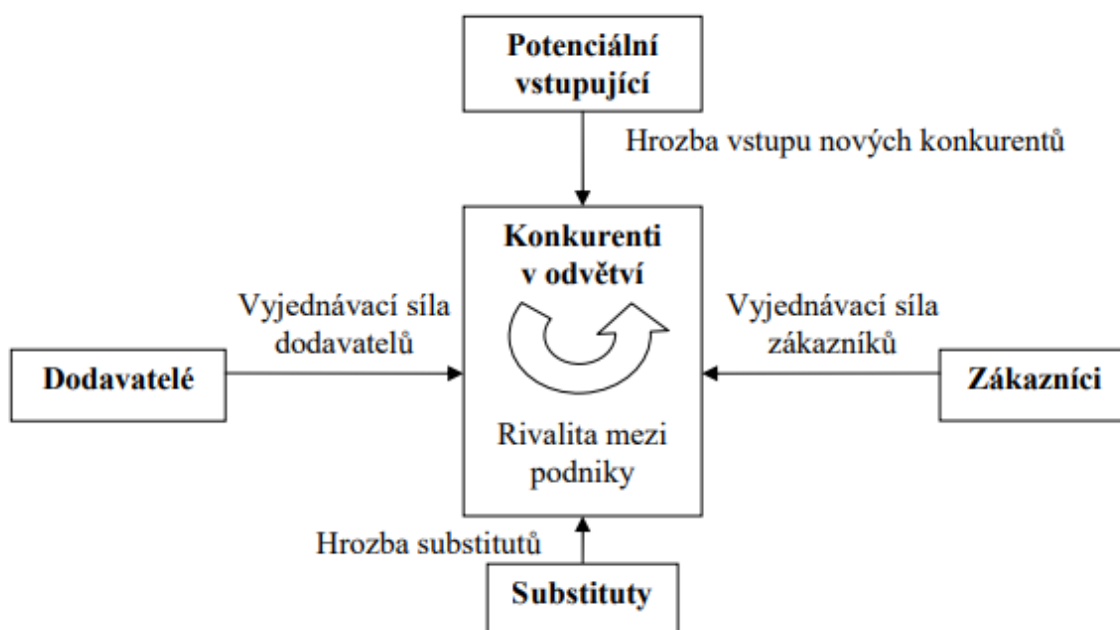 Potenciální
vstupující
Hrozba vstupu nových konkurentů
Konkurenti
v odvětví
Vyjednávací síla
dodavatelů
Vyjednávací síla
zákazníků
Dodavatelé
Zákazníci
Rivalita mezi
podniky
Hrozba substitutů
Substituty